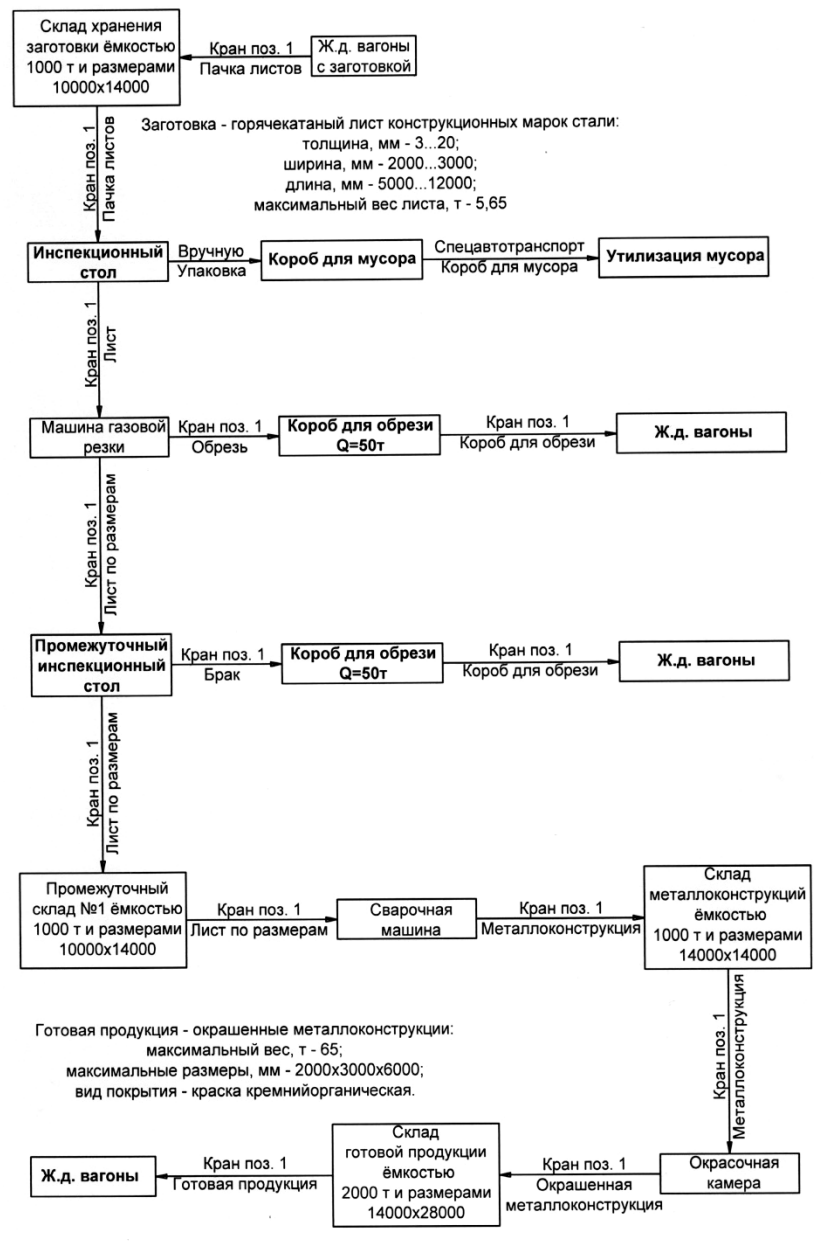 Склад хранения
заготовки ёмкостью
1000 т и размерами
10000х14000
Кран поз. 1
Пачка листов
Ж.д. вагоны
с заготовкой
Кран поз. 1
Пачка листов
Заготовка - горячекатаный лист конструкционных марок стали:
толщина, мм - 3...20;
ширина, мм - 2000...3000;
длина, мм - 5000...12000;
максимальный вес листа, т - 5,65
Инспекционный
стол
Вручную
Упаковка
Короб для мусора
Спецавтотранспорт
Короб для мусора
Утилизация мусора
Кран поз. 1
Лист
Машина газовой
резки
Кран поз. 1
Обрезь
Короб для обрези
Q=50т
Кран поз. 1
Короб для обрези
Ж.д. вагоны
Кран поз. 1
Лист по размерам
Промежуточный
инспекционный
стол
Кран поз. 1
Брак
Короб для обрези
Q=50т
Кран поз. 1
Короб для обрези
Ж.д. вагоны
Кран поз. 1
Лист по размерам
Промежуточный
склад №1 ёмкостью
1000 т и размерами
10000х14000
Кран поз. 1
Лист по размерам
Сварочная
машина
Кран поз. 1
Металлоконструкция
Склад
металлоконструкций
ёмкостью
1000 т и размерами
14000х14000
Кран поз. 1
Металлоконструкция
Готовая продукция - окрашенные металлоконструкции:
максимальный вес, т - 65;
максимальные размеры, мм - 2000х3000х6000;
вид покрытия - краска кремнийорганическая.
Окрасочная
камера
Кран поз. 1
Окрашенная
металлоконструкция
Склад
готовой продукции
ёмкостью
2000 т и размерами
14000х28000
Кран поз. 1
Готовая продукция
Ж.д. вагоны